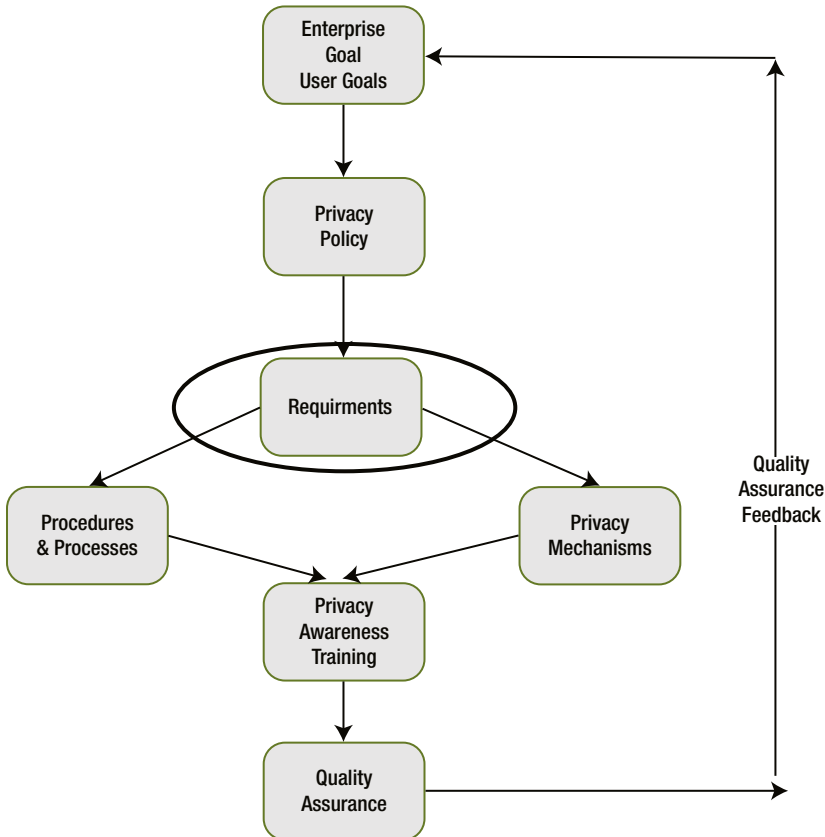 Enterprise
Goal
User Goals
Privacy
Policy
Requirments
Procedures
& Processes
Privacy
Mechanisms
Quality
Assurance
Feedback
Privacy
Awareness
Training
Quality
Assurance